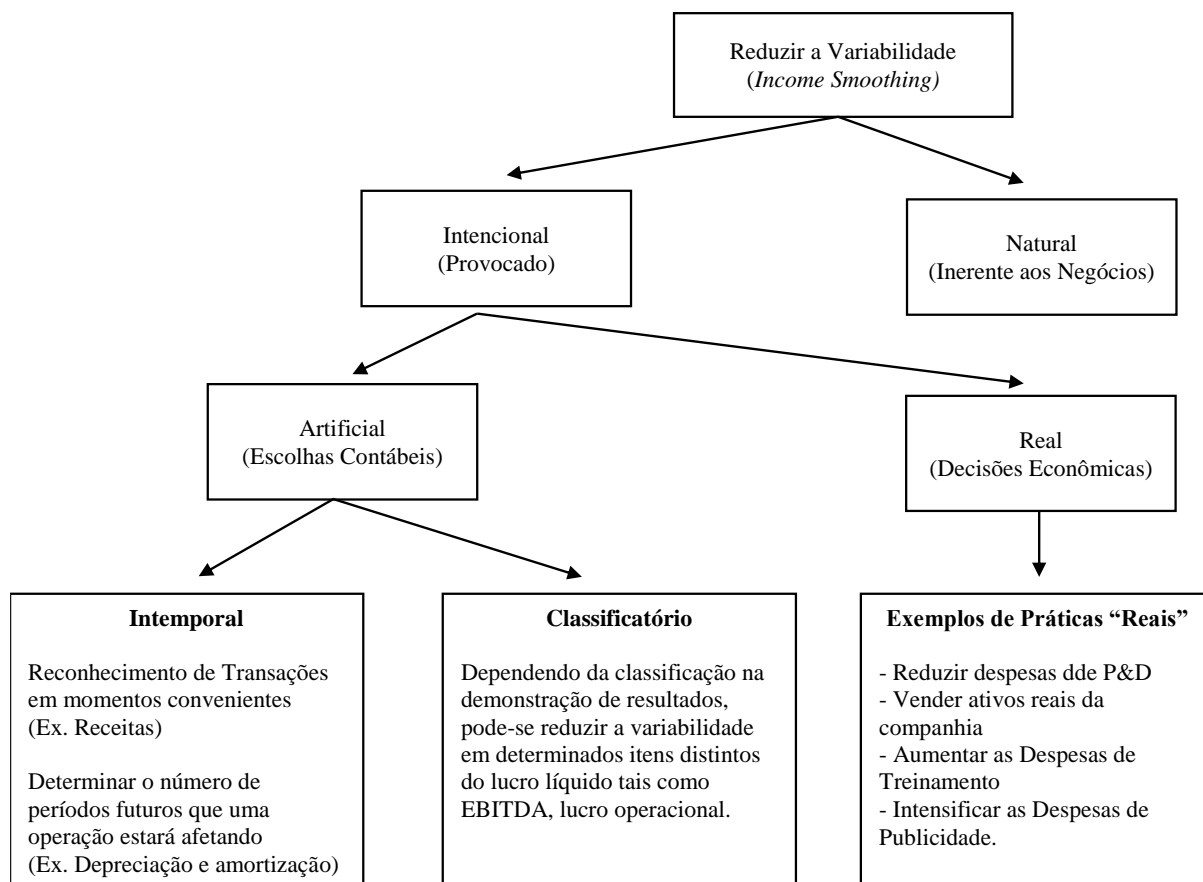 Reduzir a Variabilidade
(Income Smoothing)
Intencional
(Provocado)
Natural
(Inerente aos Negócios)
Artificial
(Escolhas Contábeis)
Real
(Decisões Econômicas)
Intemporal
Reconhecimento de Transações
em momentos convenientes
(Ex. Receitas)
Determinar o número de
períodos futuros que uma
operação estará afetando
(Ex. Depreciação e amortização)
Classificatório
Dependendo da classificação na
demonstração de resultados,
pode-se reduzir a variabilidade
em determinados itens distintos
do lucro líquido tais como
EBITDA, lucro operacional.
Exemplos de Práticas “Reais”
- Reduzir despesas dde P&D
- Vender ativos reais da
companhia
- Aumentar as Despesas de
Treinamento
- Intensificar as Despesas de
Publicidade.